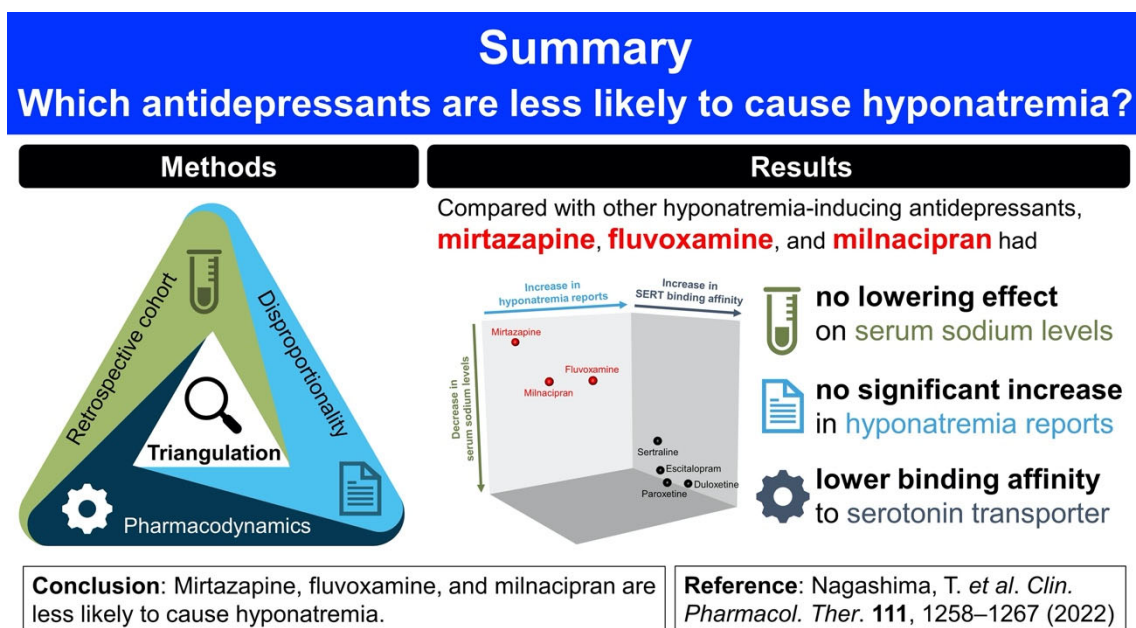 Summary
Which antidepressants are less likely to cause hyponatremia?
Methods
Retrospective cohort
Disproportionality
Triangulation
Pharmacodynamics
Results
Compared with other hyponatremia-inducing antidepressants,
mirtazapine, fluvoxamine, and milnacipran had
Increase in
hyponatremia reports
Increase in
SERT binding affinity
Decrease in
serum sodium levels
Mirtazapine
Fluvoxamine
Milnacipran
Sertraline
Escitalopram
Duloxetine
Paroxetine
no lowering effect
on serum sodium levels
no significant increase
in hyponatremia reports
lower binding affinity
to serotonin transporter
Conclusion: Mirtazapine, fluvoxamine, and milnacipran are
less likely to cause hyponatremia.
Reference: Nagashima, T. et al. Clin.
Pharmacol. Ther. 111, 1258–1267 (2022)